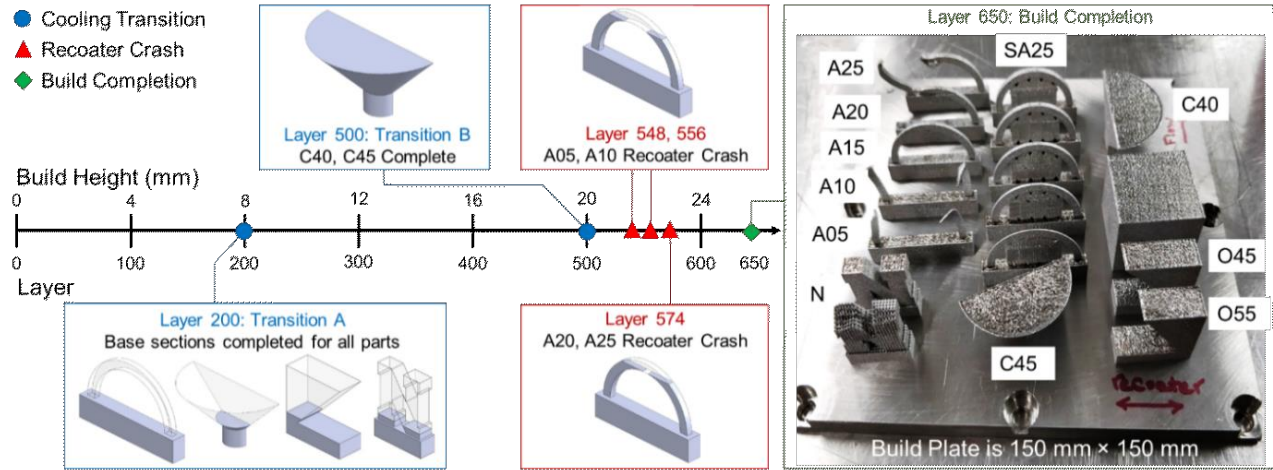 Cooling Transition
Recoater Crash
Build Completion
Layer 500: Transition B
C40, C45 Complete
Layer 548, 556
A05, A10 Recoater Crash
Layer 650: Build Completion
SA25
A25
A20
A15
A10
A05
N
C40
Flow
O45
O55
C45
recoater
Build Plate is 150 mm × 150 mm
Build Height (mm)
0 4 8 12 16 20 24
0 100 200 300 400 500 600 650
Layer
Layer 200: Transition A
Base sections completed for all parts
Layer 574
A20, A25 Recoater Crash